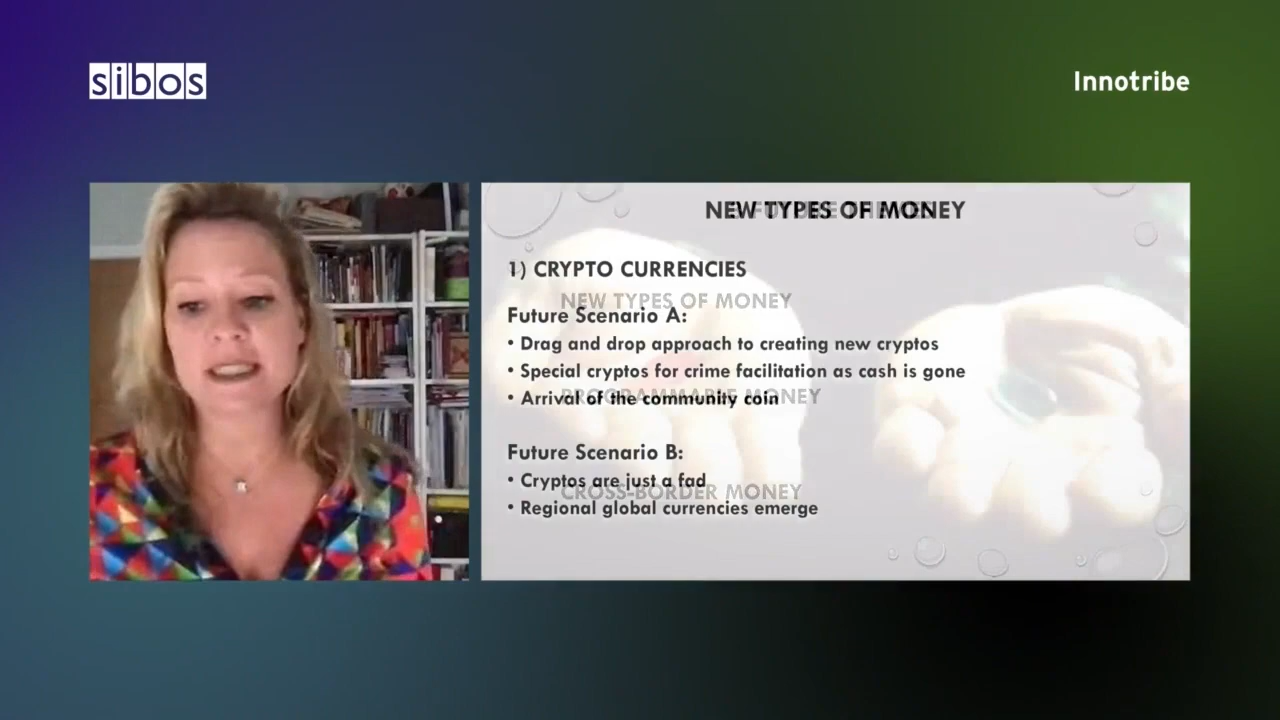 sibos
Innotribe
NEW TYPES OF MONEY
1) CRYPTO CURRENCIES
NEW TYPES OF MONEY
Future Scenario A:
• Drag and drop approach to creating new cryptos
• Special cryptos for crime facilitation as cash is gone
PROGRAMMABLE MONEY
• Arrival of the community coin
Future Scenario B:
• Cryptos are just a fad
CROSS-BORDER MONEY
• Regional global currencies emerge